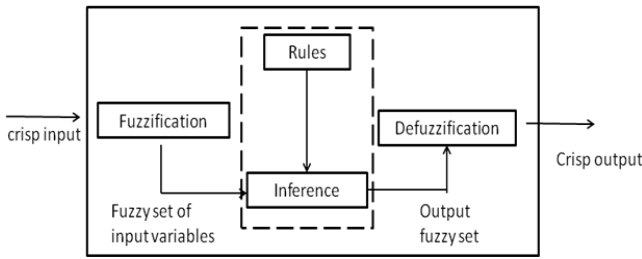 Rules
crisp input
Fuzzification
Defuzzification
Crisp output
Inference
Fuzzy set of
input variables
Output
fuzzy set